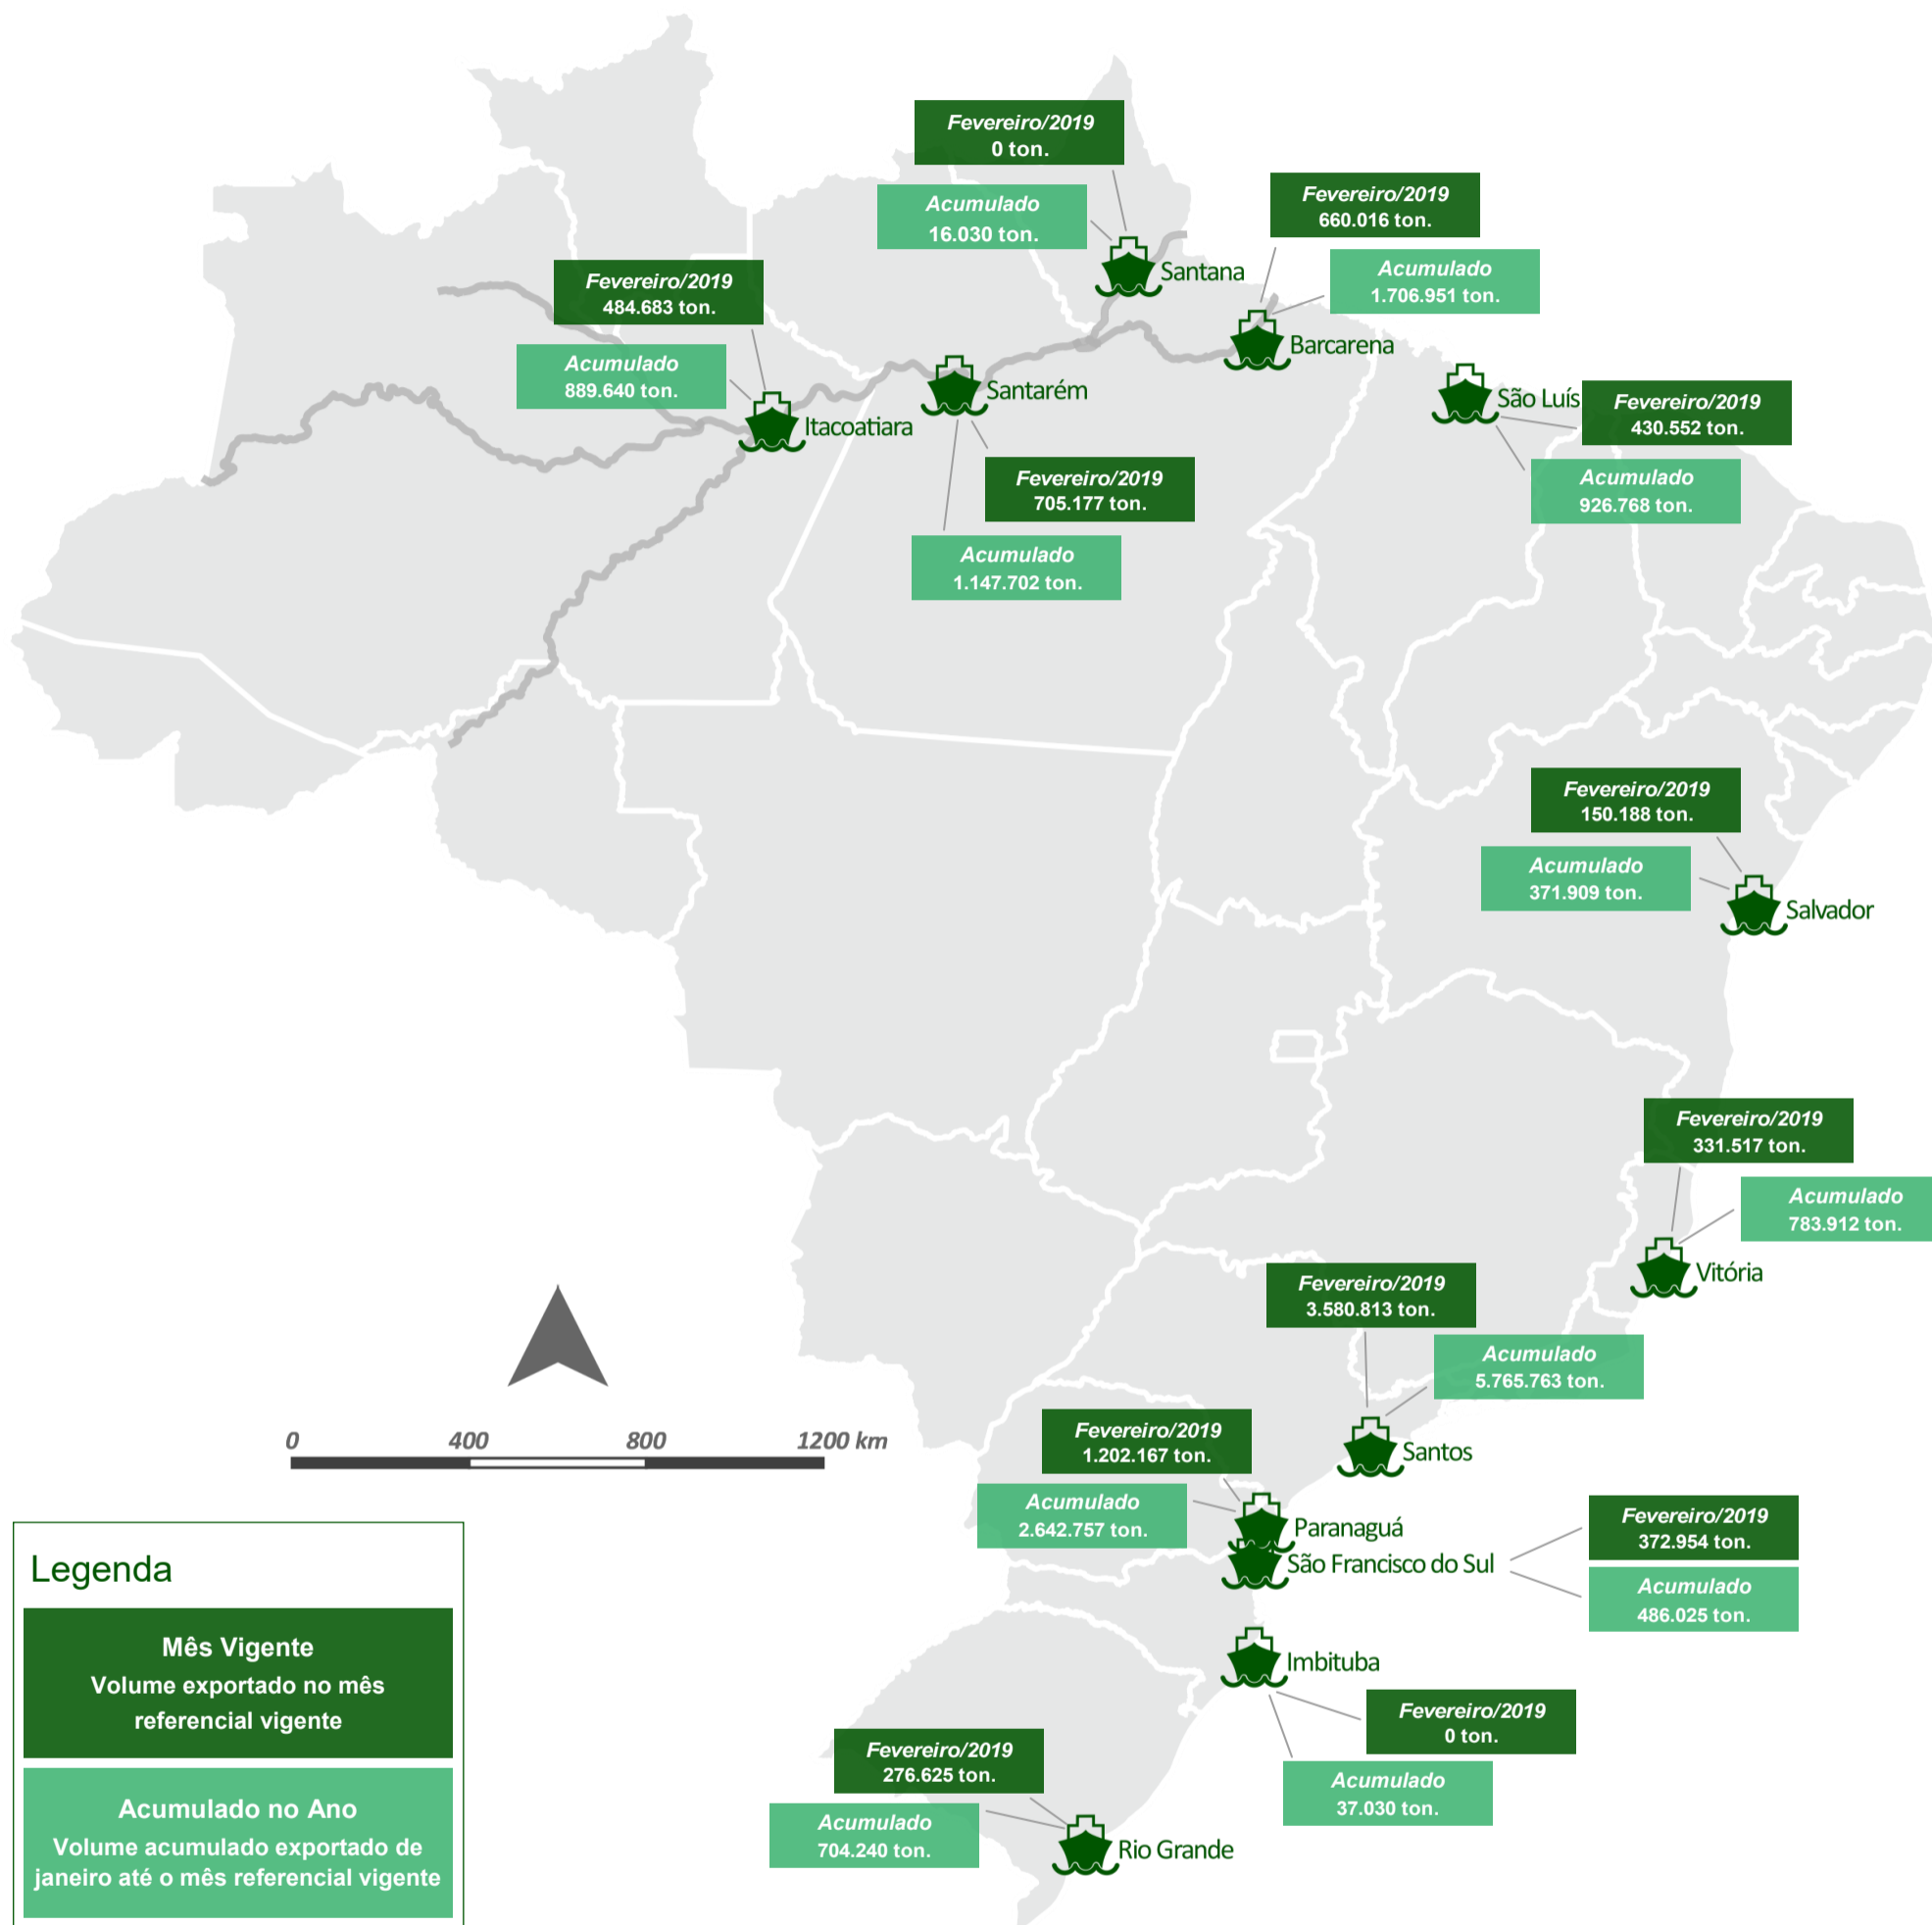 Fevereiro/2019
0 ton.
Acumulado
16.030 ton.
Santana
Fevereiro/2019
660.016 ton.
Acumulado
1.706.951 ton.
Barcarena
Fevereiro/2019
484.683 ton.
Acumulado
889.640 ton.
Itacoatiara
Santarém
Fevereiro/2019
705.177 ton.
Acumulado
1.147.702 ton.
São Luís
Fevereiro/2019
430.552 ton.
Acumulado
926.768 ton.
Fevereiro/2019
150.188 ton.
Acumulado
371.909 ton.
Salvador
Fevereiro/2019
331.517 ton.
Acumulado
783.912 ton.
Vitória
Fevereiro/2019
3.580.813 ton.
Acumulado
5.765.763 ton.
Santos
Fevereiro/2019
1.202.167 ton.
Acumulado
2.642.757 ton.
Paranaguá
São Francisco do Sul
Fevereiro/2019
372.954 ton.
Acumulado
486.025 ton.
Imbituba
Fevereiro/2019
0 ton.
Acumulado
37.030 ton.
Fevereiro/2019
276.625 ton.
Acumulado
704.240 ton.
Rio Grande
0 400 800 1200 km
Legenda
Mês Vigente
Volume exportado no mês
referencial vigente
Acumulado no Ano
Volume acumulado exportado de
janeiro até o mês referencial vigente